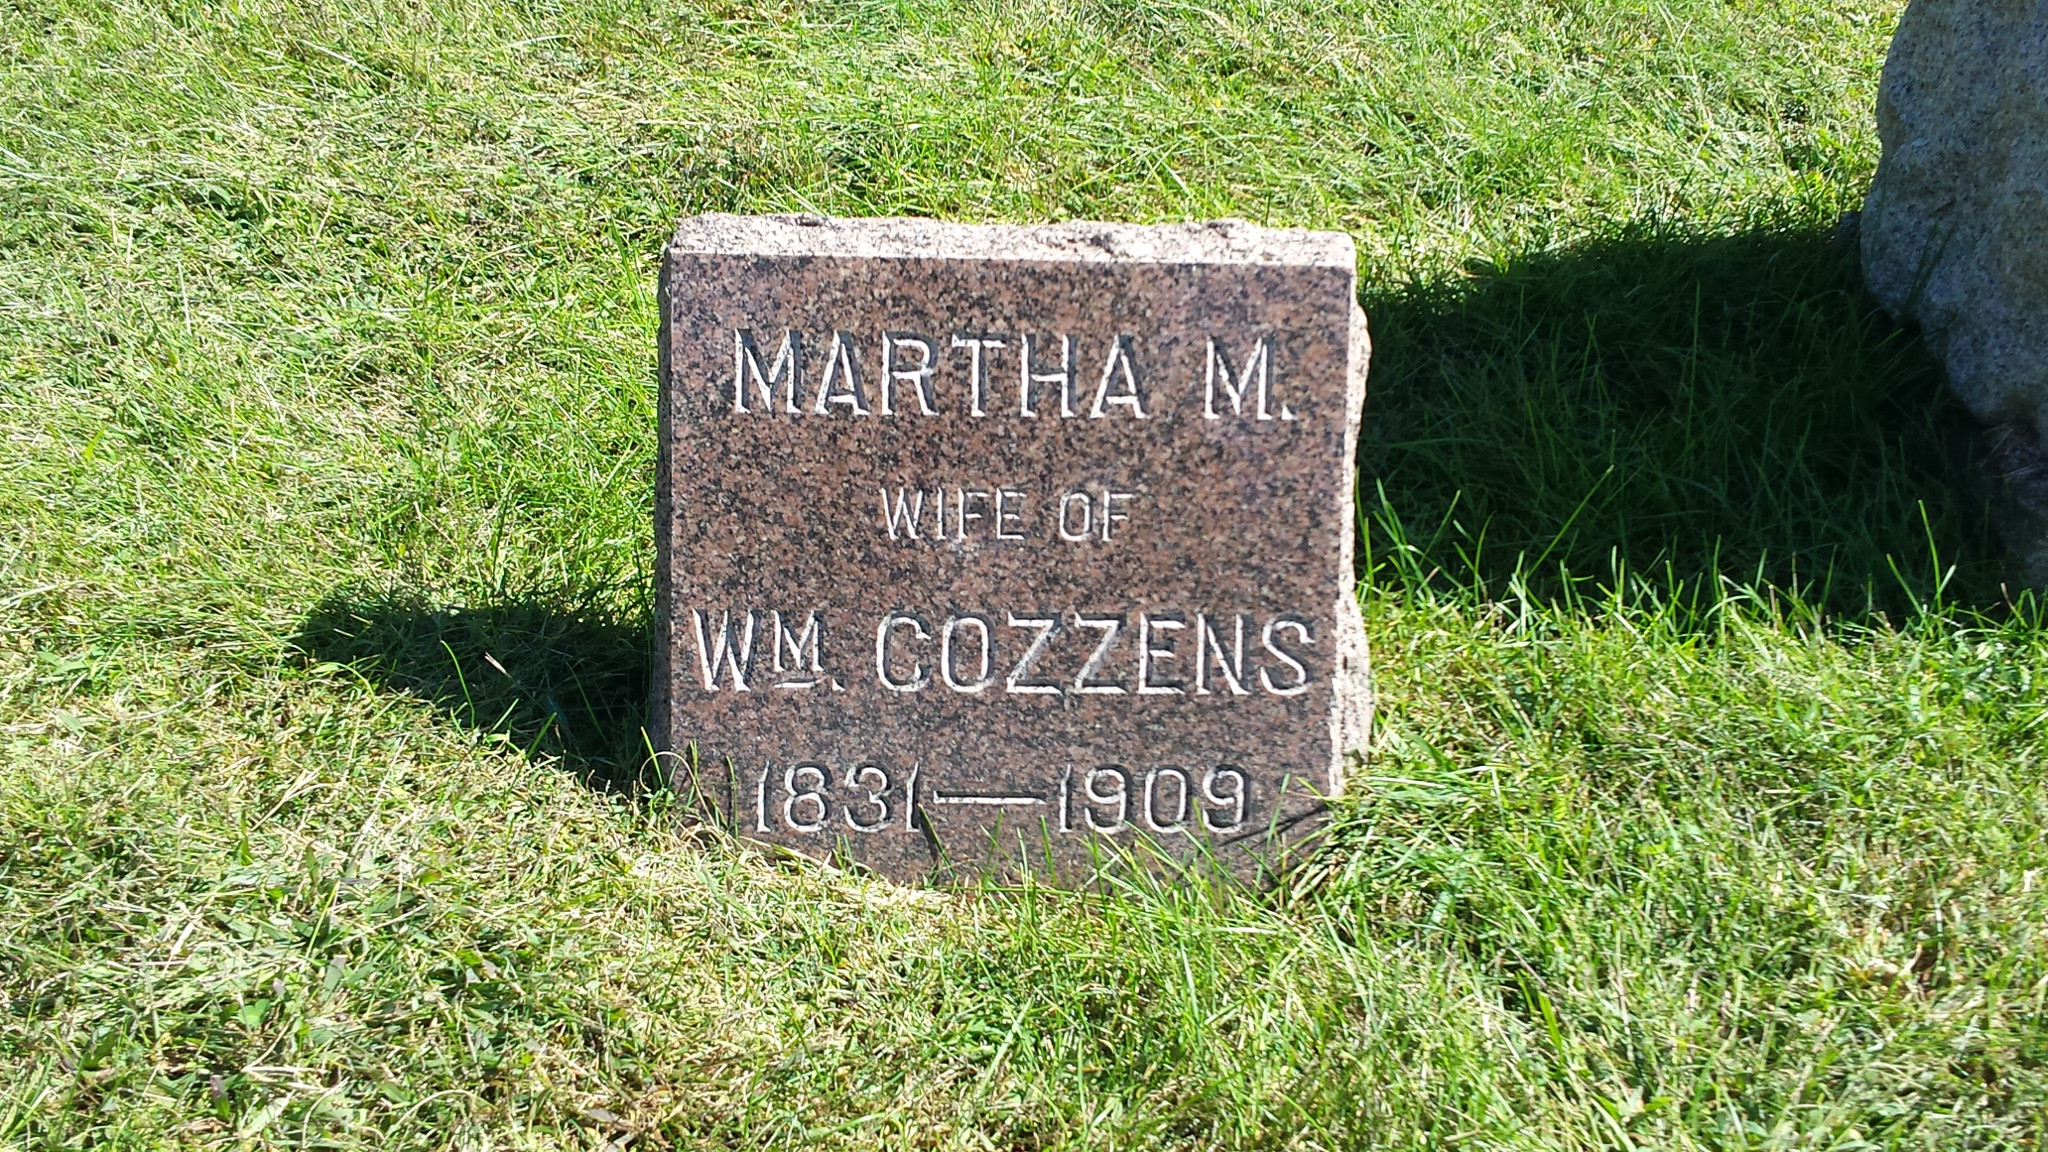 MARTHA M.
WIFE OF
WM. COZZENS
1831—1909